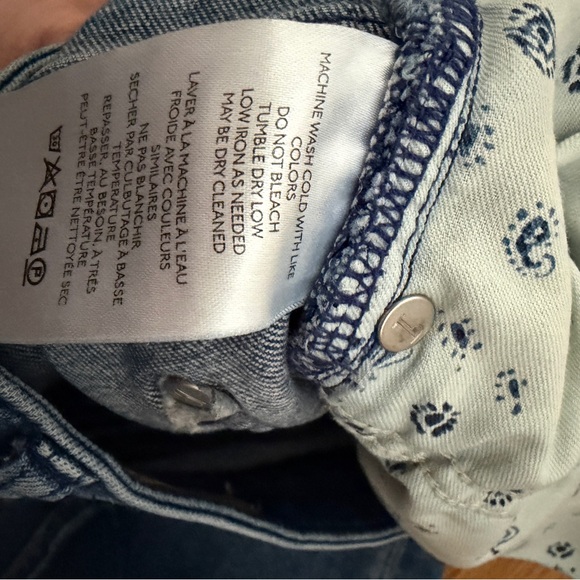 MACHINE WASH COLD WITH LIKE
COLORS
DO NOT BLEACH
TUMBLE DRY LOW
LOW IRON AS NEEDED
MAY BE DRY CLEANED
LAVER À LA MACHINE À L'EAU
FROIDE AVEC COULEURS
SIMILAIRES
NE PAS BLANCHIR
SECHER PAR CULBUTAGE À BASSE
TEMPERATURE
REPASSER, AU BESOIN, À TRÈS
BASSE TEMPÉRATURE
PEUT-ÊTRE ÊTRE NETTOYÉE SEC
P